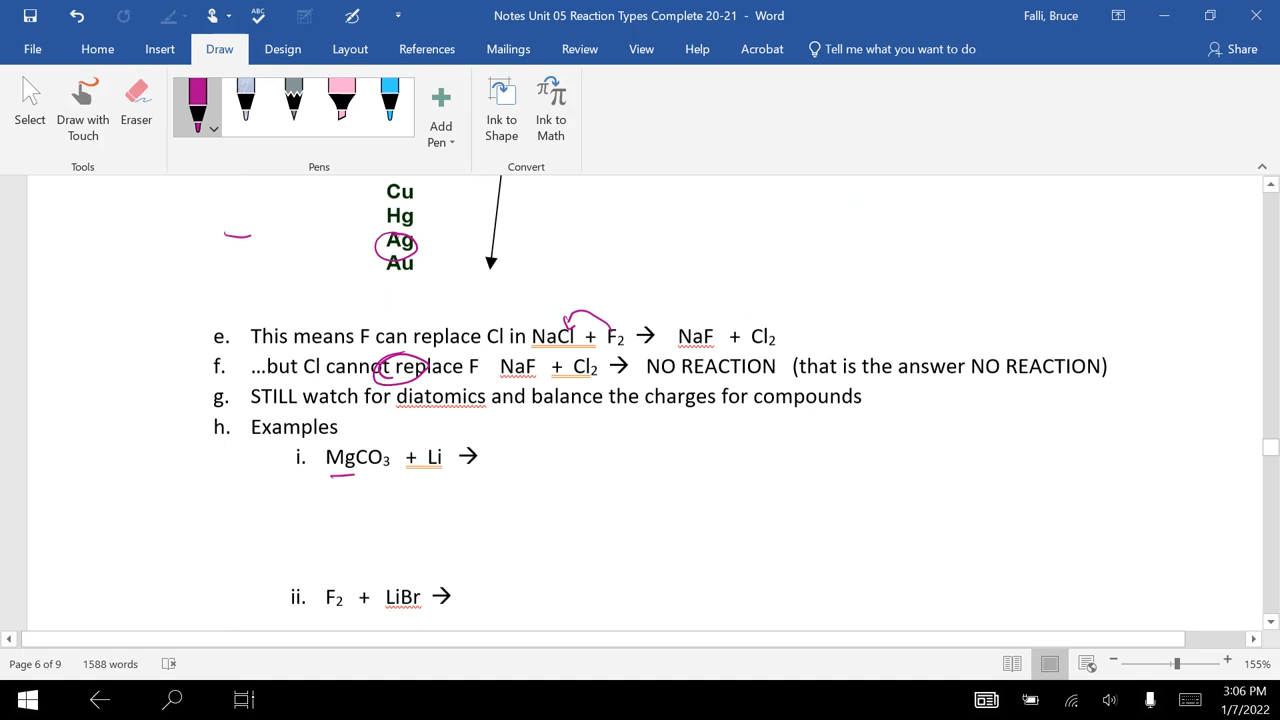 Notes Unit 05 Reaction Types Complete 20-21 - Word
Falli, Bruce
File Home Insert Draw Design Layout References Mailings Review View Help Acrobat Tell me what you want to do Share
ABC
Select
Draw with Touch
Eraser
Add Pen
Ink to Shape
Ink to Math
Tools Pens Convert
Cu
Hg
Ag
Au
e. This means F can replace Cl in NaCl + F₂ → NaF + Cl₂
f. …but Cl cannot replace F NaF + Cl₂ → NO REACTION (that is the answer NO REACTION)
g. STILL watch for diatomics and balance the charges for compounds
h. Examples
i. MgCO₃ + Li →
ii. F₂ + LiBr →
Page 6 of 9 1588 words 155%
3:06 PM
1/7/2022